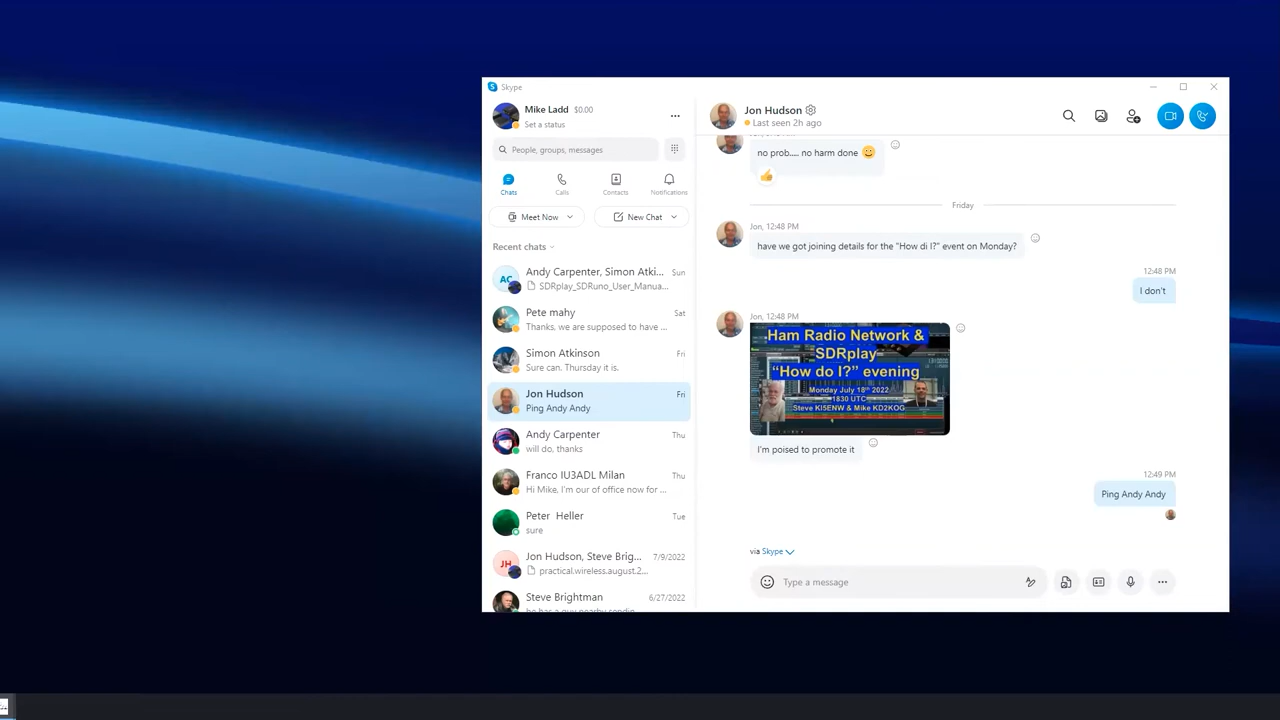 Skype
Mike Ladd $0.00
Set a status
People, groups, messages
Chats
Calls
Contacts
Notifications
Meet Now
New Chat
Recent chats
AC
Andy Carpenter, Simon Atki... Sun
SDRplay_SDRuno_User_Manua...
Pete mahy Sat
Thanks, we are supposed to have ...
Simon Atkinson Fri
Sure can. Thursday it is.
Jon Hudson Fri
Ping Andy Andy
Andy Carpenter Thu
will do, thanks
Franco IU3ADL Milan Thu
Hi Mike, I'm our of office now for ...
Peter Heller Tue
sure
JH
Jon Hudson, Steve Brig... 7/9/2022
practical.wireless.august.2...
Steve Brightman 6/27/2022
Jon Hudson
Last seen 2h ago
no prob..... no harm done
Friday
Jon, 12:48 PM
have we got joining details for the "How di I?" event on Monday?
12:48 PM
I don't
Jon, 12:48 PM
Ham Radio Network &
SDRplay
"How do I?" evening
Monday July 18th 2022
1830 UTC
Steve KI5ENW & Mike KD2KOG
I'm poised to promote it
12:49 PM
Ping Andy Andy
via Skype
Type a message